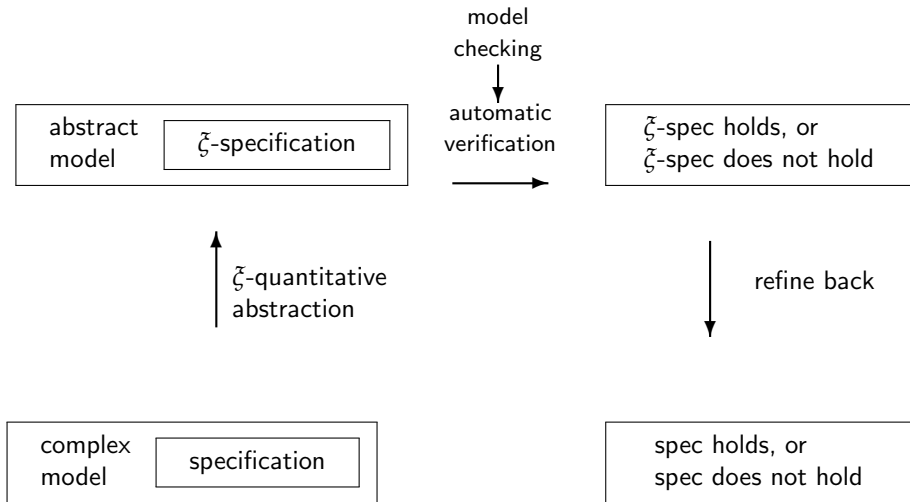 model
checking
automatic
verification
abstract
model
ξ-specification
ξ-spec holds, or
ξ-spec does not hold
ξ-quantitative
abstraction
refine back
complex
model
specification
spec holds, or
spec does not hold